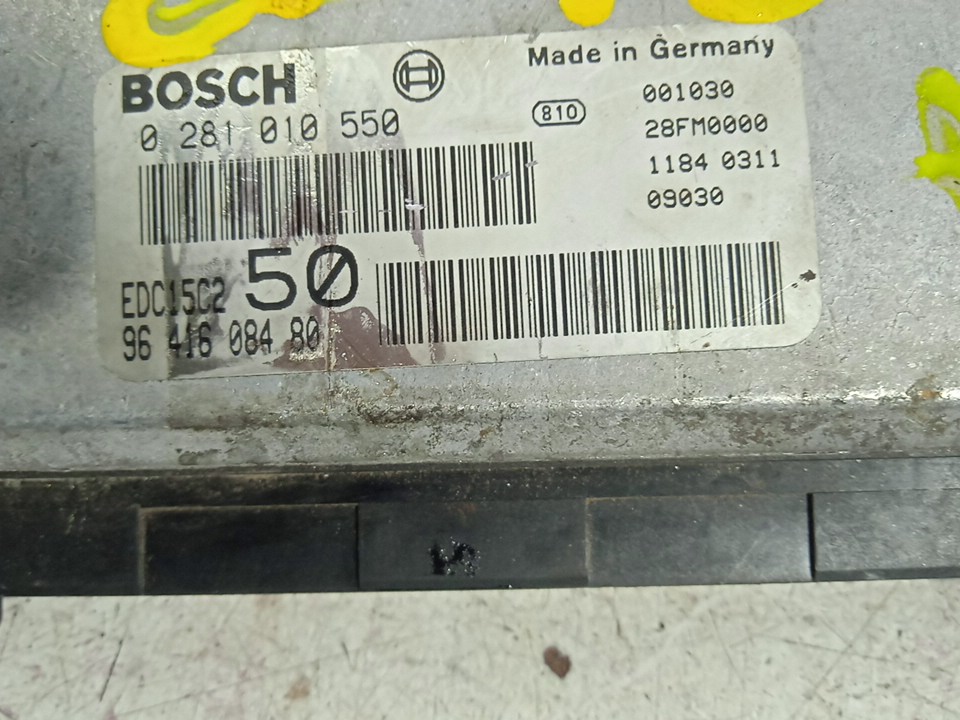 Made in Germany
BOSCH
0 281 010 550
810
001030
28FM0000
1184 0311
09030
EDC15C2 50
96 416 084 80